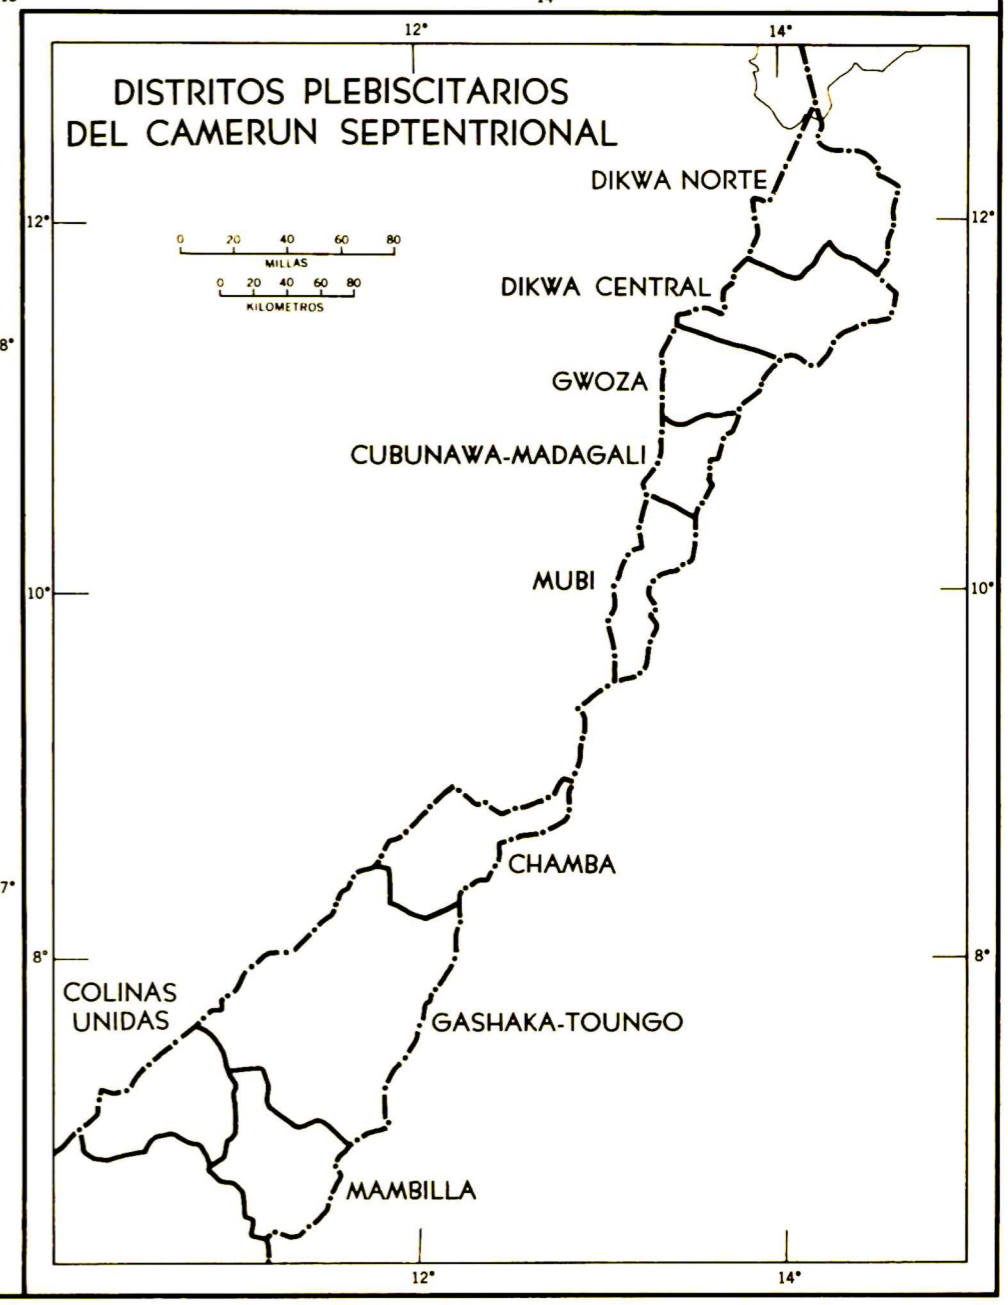 12°
14°
DISTRITOS PLEBISCITARIOS
DEL CAMERUN SEPTENTRIONAL
DIKWA NORTE
12°
12°
0 20 40 60 80
MILLAS
0 20 40 60 80
KILOMETROS
DIKWA CENTRAL
8°
GWOZA
CUBUNAWA-MADAGALI
MUBI
10°
10°
CHAMBA
7°
8°
8°
COLINAS
UNIDAS
GASHAKA-TOUNGO
MAMBILLA
12°
14°